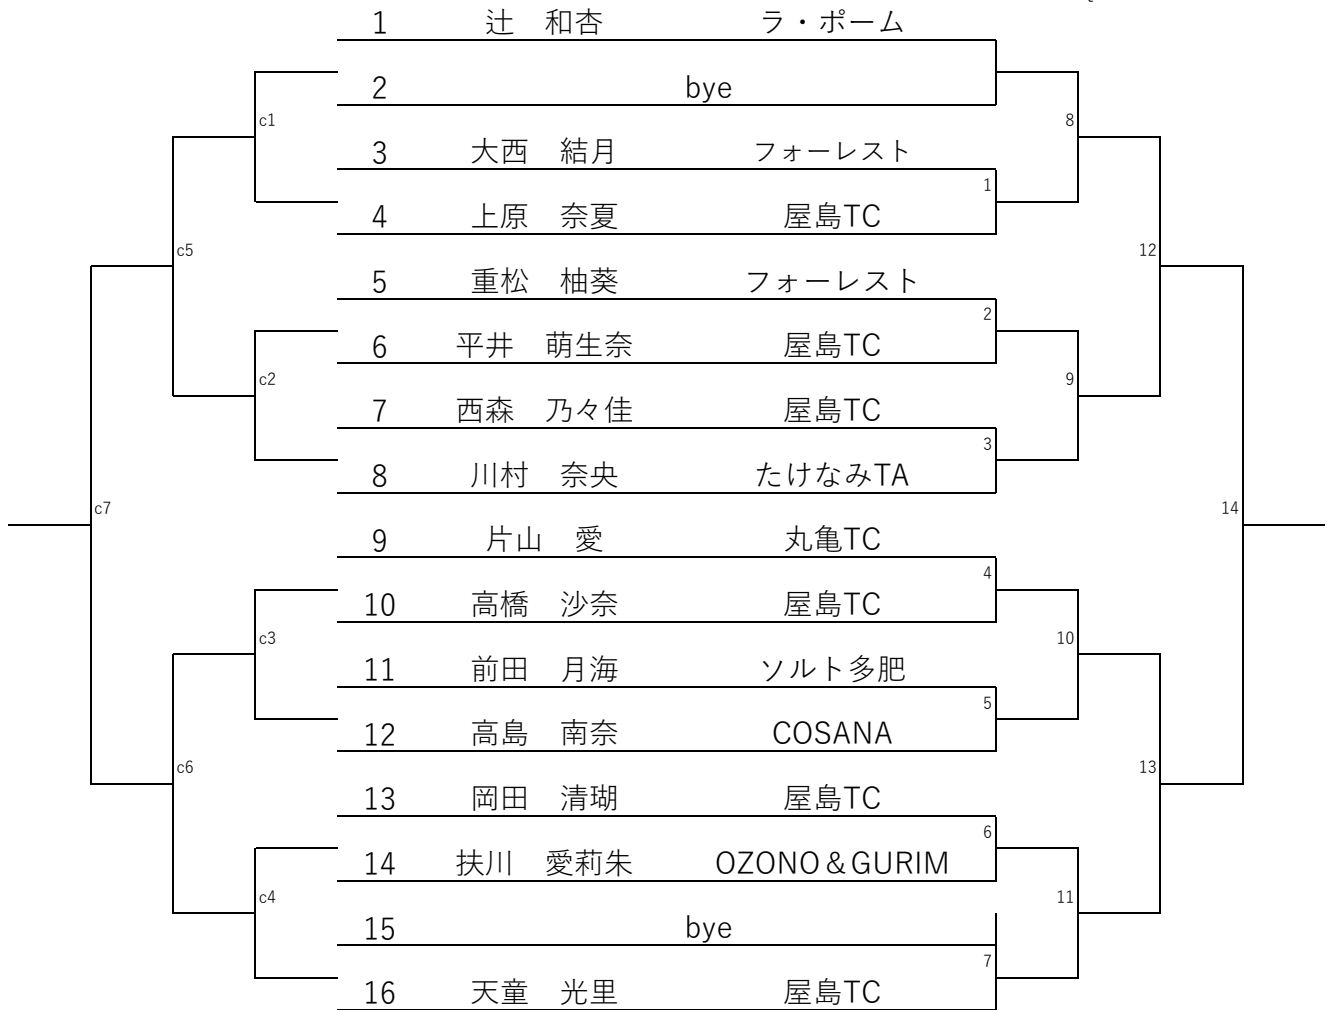 1 辻 和杏 ラ・ポーム
2 bye
c1 8
3 大西 結月 フォーレスト
1
4 上原 奈夏 屋島TC
c5 12
5 重松 柚葵 フォーレスト
2
6 平井 萌生奈 屋島TC
c2 9
7 西森 乃々佳 屋島TC
3
8 川村 奈央 たけなみTA
c7 14
9 片山 愛 丸亀TC
4
10 高橋 沙奈 屋島TC
c3 10
11 前田 月海 ソルト多肥
5
12 高島 南奈 COSANA
c6 13
13 岡田 清瑚 屋島TC
6
14 扶川 愛莉朱 OZONO＆GURIM
c4 11
15 bye
7
16 天童 光里 屋島TC